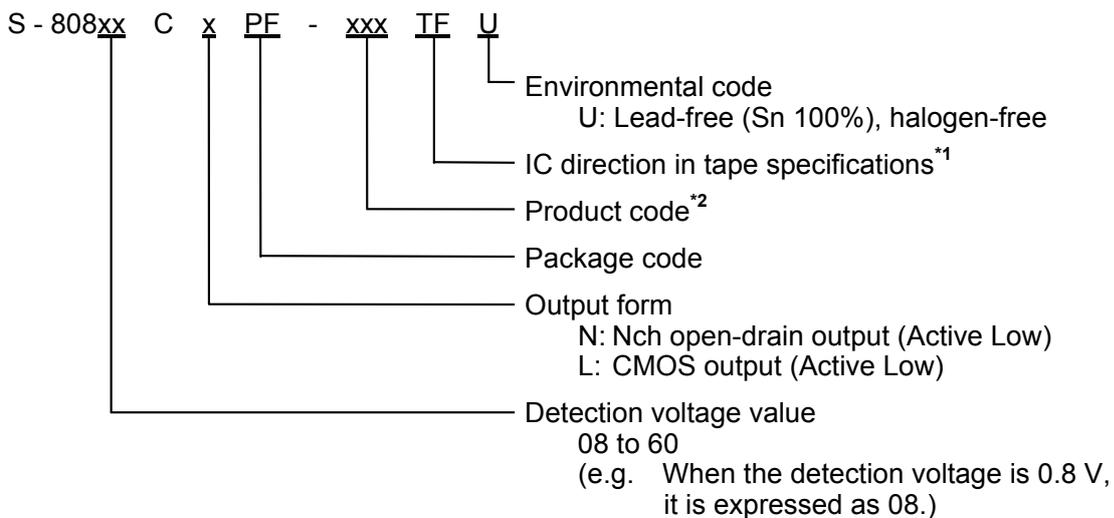 S - 808xx C x PF - xxx TF U
Environmental code
U: Lead-free (Sn 100%), halogen-free
IC direction in tape specifications*1
Product code*2
Package code
Output form
N: Nch open-drain output (Active Low)
L: CMOS output (Active Low)
Detection voltage value
08 to 60
(e.g. When the detection voltage is 0.8 V,
it is expressed as 08.)